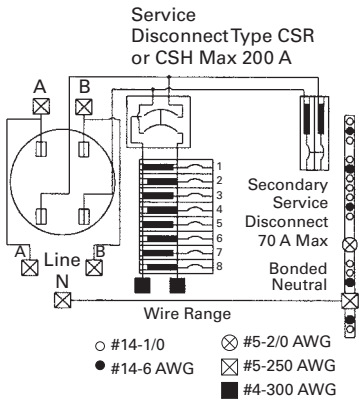 Service
Disconnect Type CSR
or CSH Max 200 A
A
B
1
2
3
4
5
6
7
8
Secondary
Service
Disconnect
70 A Max
A
Line
B
N
Bonded
Neutral
Wire Range
#14-1/0
#14-6 AWG
#5-2/0 AWG
#5-250 AWG
#4-300 AWG